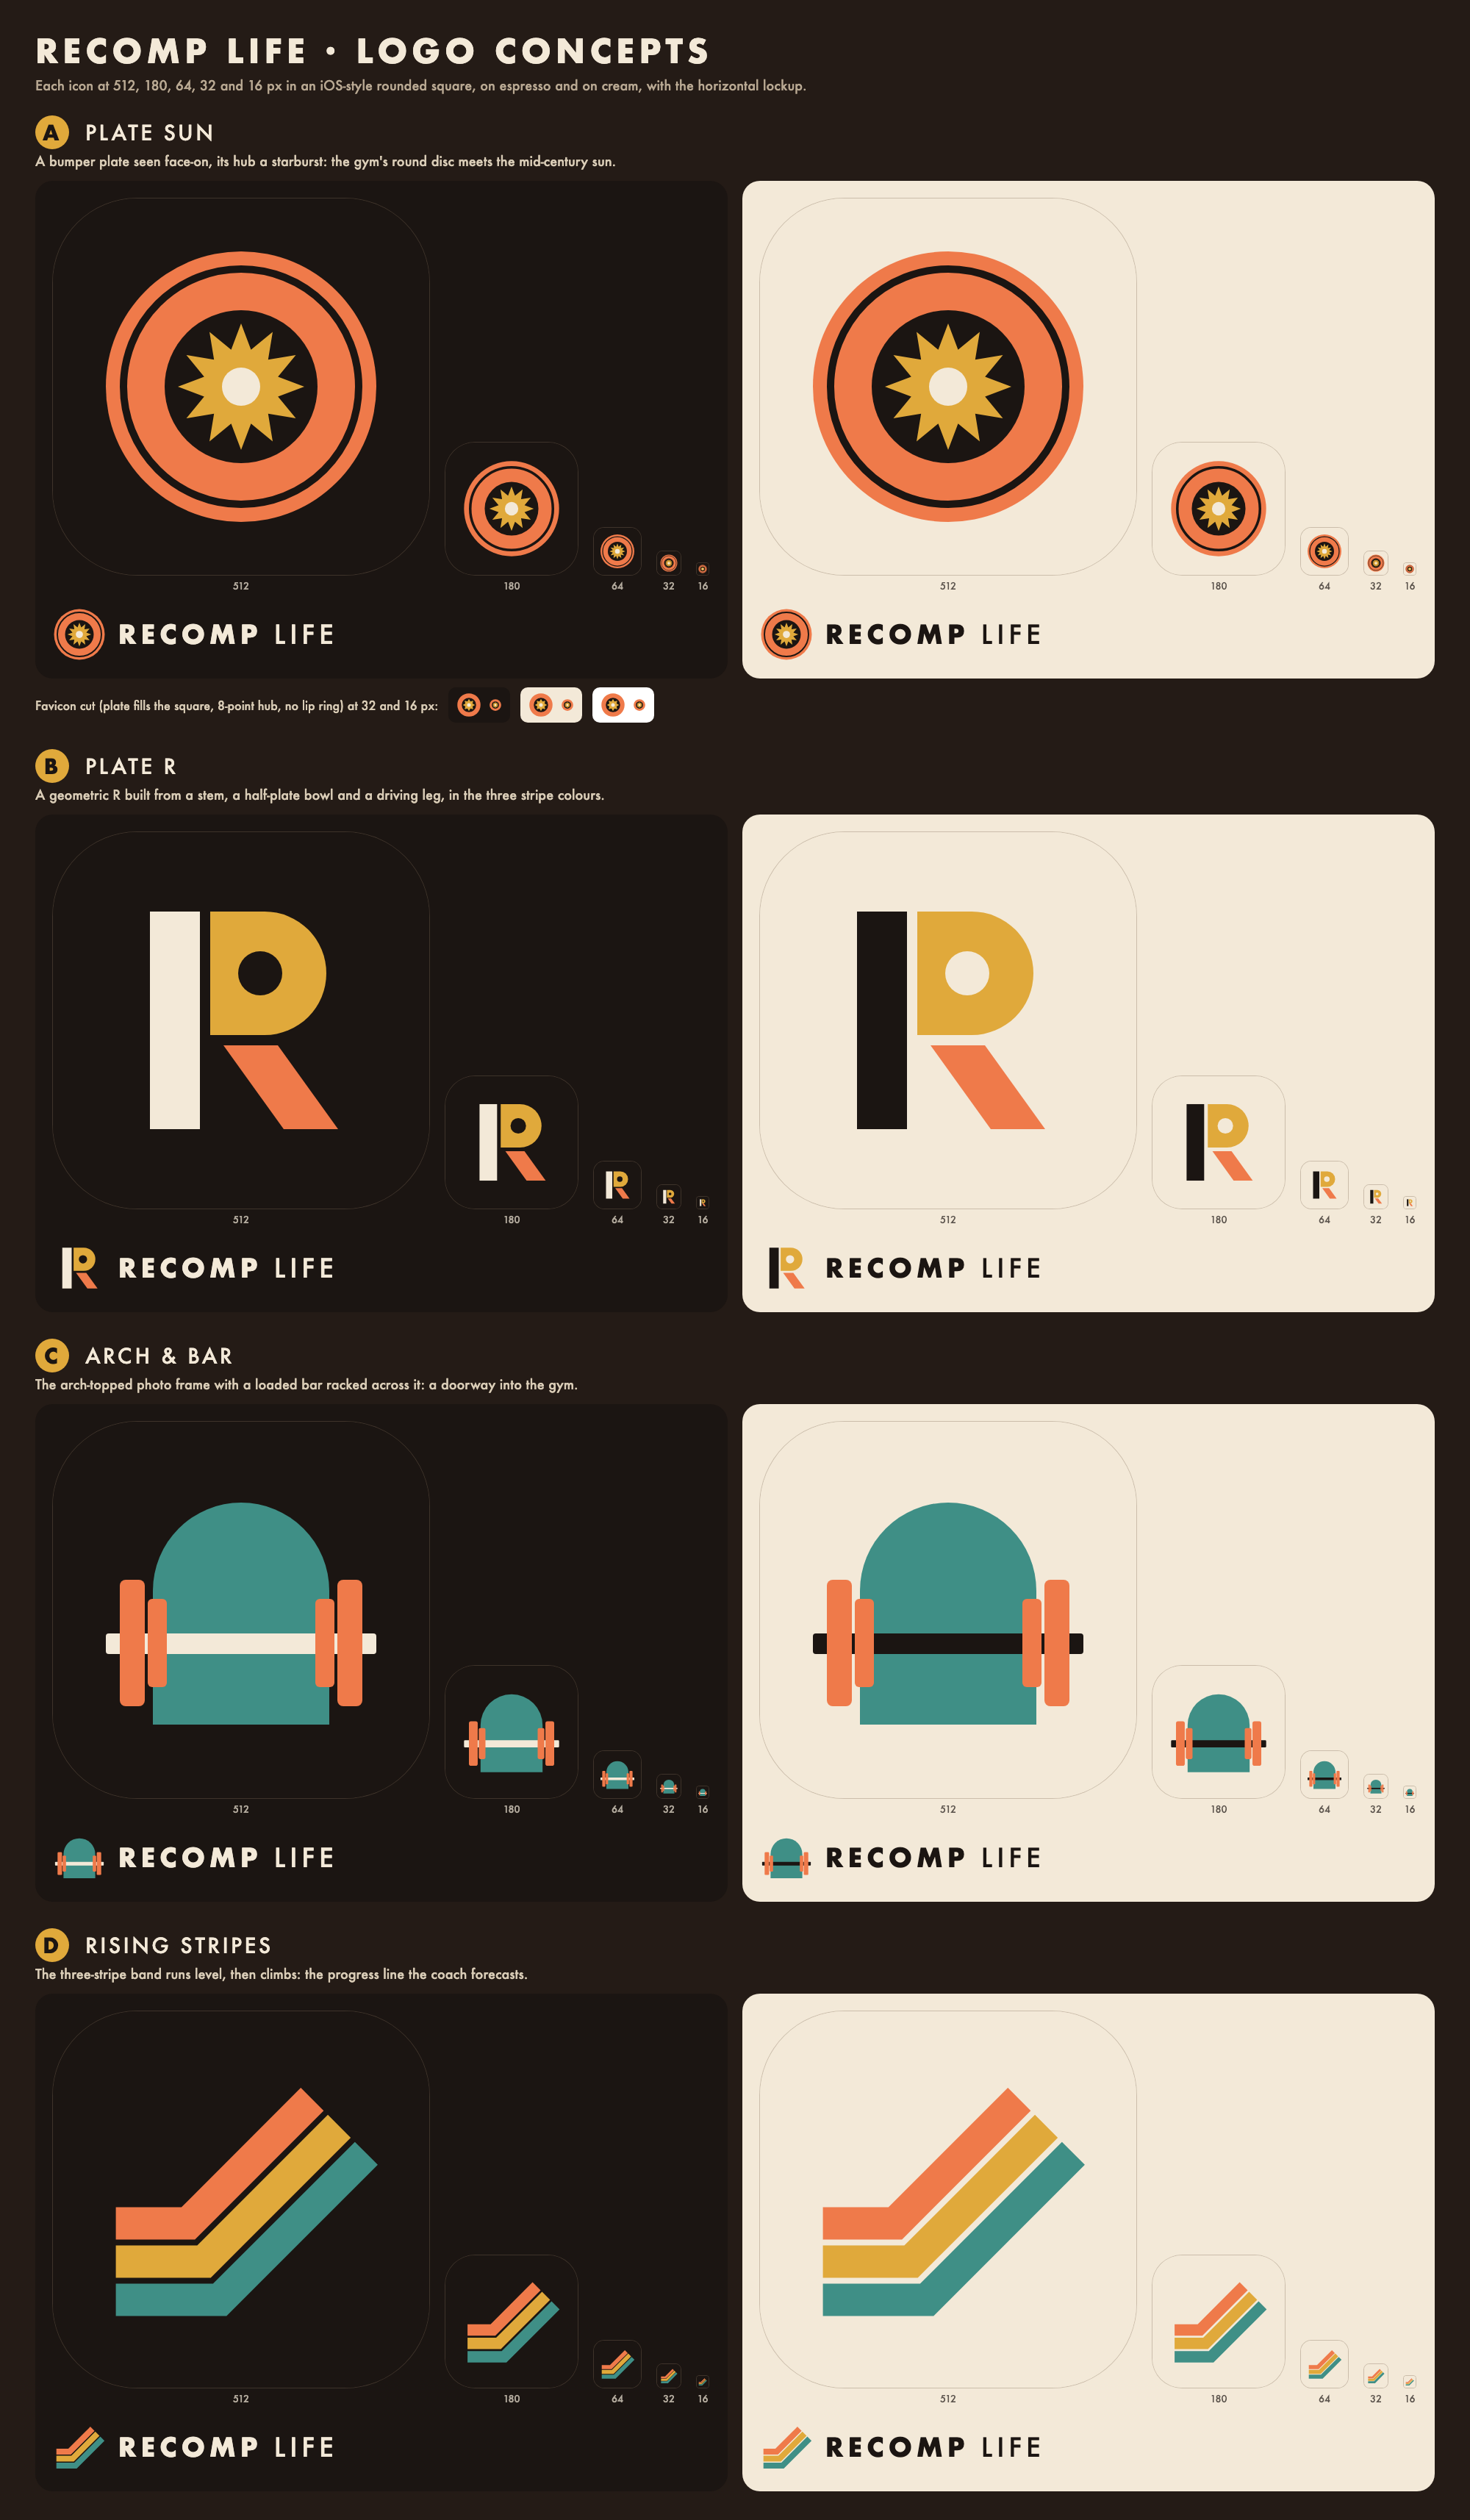 RECOMP LIFE · LOGO CONCEPTS
Each icon at 512, 180, 64, 32 and 16 px in an iOS-style rounded square, on espresso and on cream, with the horizontal lockup.
A PLATE SUN
A bumper plate seen face-on, its hub a starburst: the gym's round disc meets the mid-century sun.
512 180 64 32 16 512 180 64 32 16
RECOMP LIFE RECOMP LIFE
Favicon cut (plate fills the square, 8-point hub, no lip ring) at 32 and 16 px:
B PLATE R
A geometric R built from a stem, a half-plate bowl and a driving leg, in the three stripe colours.
R R R R R R R R R R
512 180 64 32 16 512 180 64 32 16
R RECOMP LIFE R RECOMP LIFE
C ARCH & BAR
The arch-topped photo frame with a loaded bar racked across it: a doorway into the gym.
512 180 64 32 16 512 180 64 32 16
RECOMP LIFE RECOMP LIFE
D RISING STRIPES
The three-stripe band runs level, then climbs: the progress line the coach forecasts.
512 180 64 32 16 512 180 64 32 16
RECOMP LIFE RECOMP LIFE